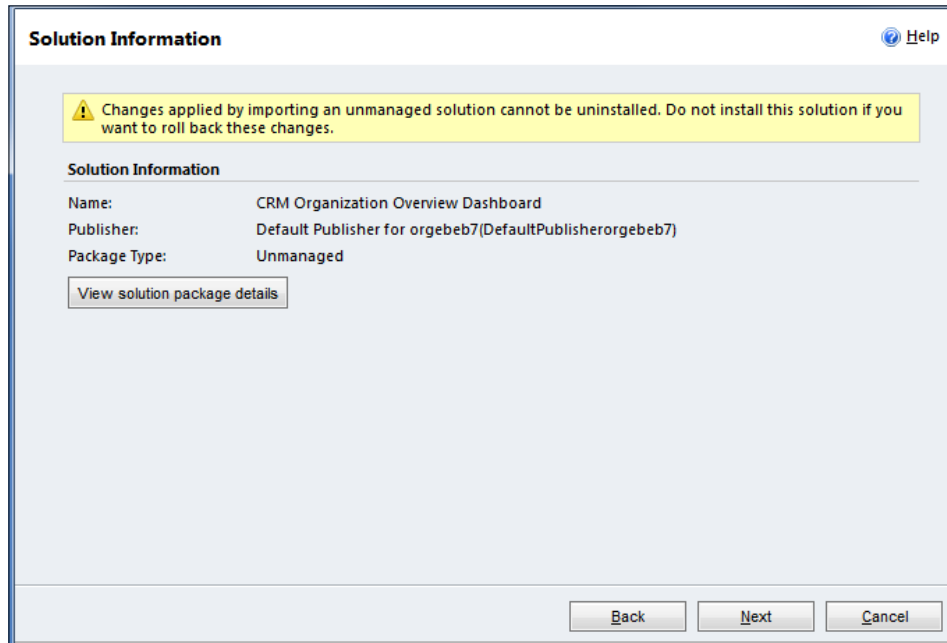 Solution Information
Help
Changes applied by importing an unmanaged solution cannot be uninstalled. Do not install this solution if you
want to roll back these changes.
Solution Information
Name: CRM Organization Overview Dashboard
Publisher: Default Publisher for orgebeb7(DefaultPublisherorgebeb7)
Package Type: Unmanaged
View solution package details
Back Next Cancel